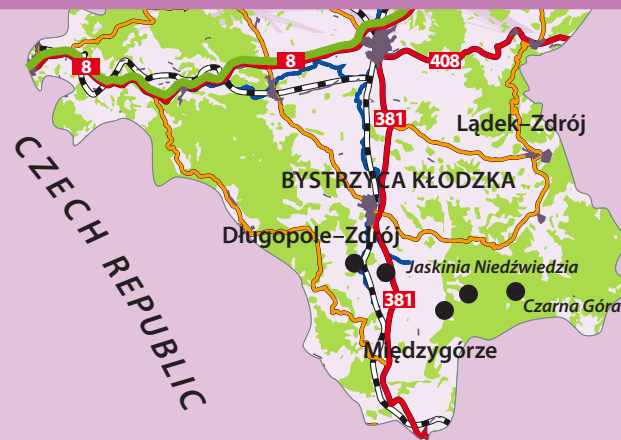 8
8
408
381
Lądek–Zdrój
BYSTRZYCA KŁODZKA
CZECH REPUBLIC
Długopole–Zdrój
Jaskinia Niedźwiedzia
381
Czarna Góra
Międzygórze